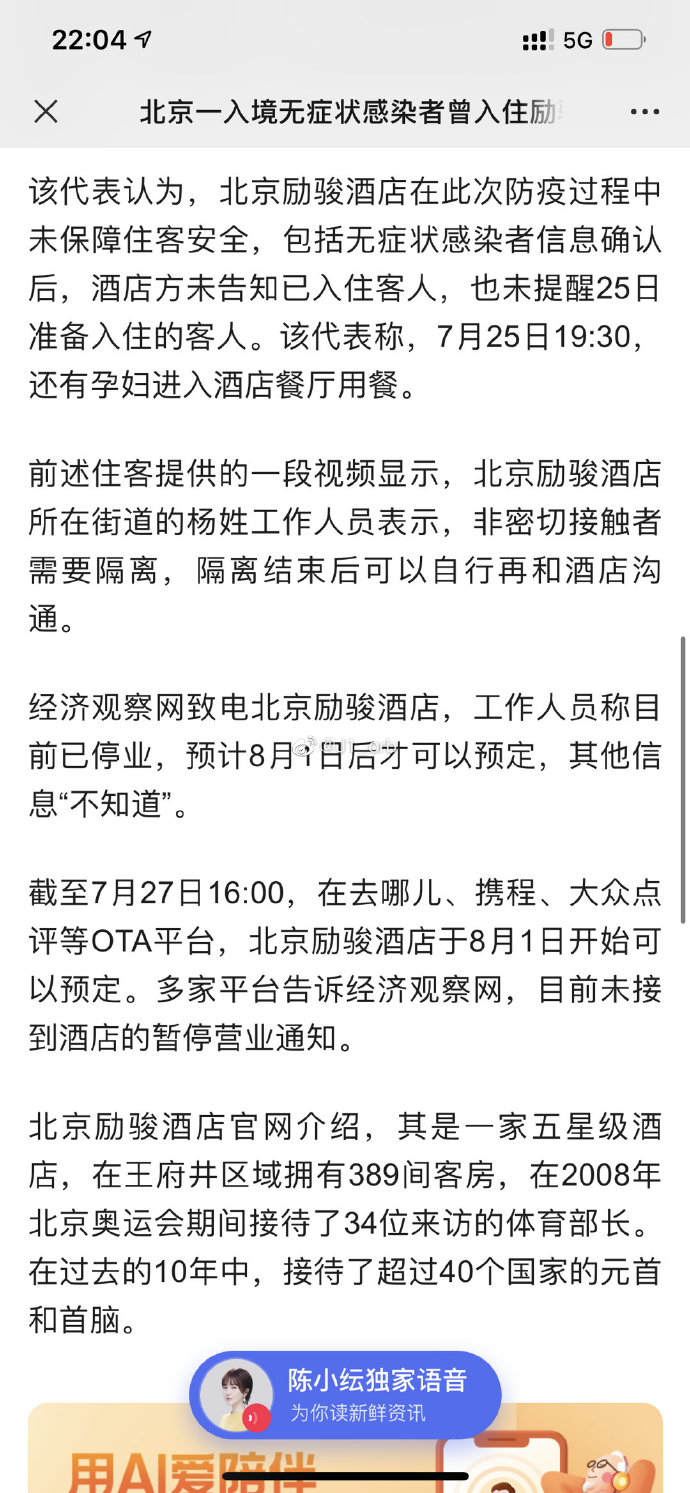 22:04
5G
北京一入境无症状感染者曾入住励
该代表认为，北京励骏酒店在此次防疫过程中
未保障住客安全，包括无症状感染者信息确认
后，酒店方未告知已入住客人，也未提醒25日
准备入住的客人。该代表称，7月25日19:30，
还有孕妇进入酒店餐厅用餐。
前述住客提供的一段视频显示，北京励骏酒店
所在街道的杨姓工作人员表示，非密切接触者
需要隔离，隔离结束后可以自行再和酒店沟
通。
经济观察网致电北京励骏酒店，工作人员称目
前已停业，预计8月1日后才可以预定，其他信
息“不知道”。
截至7月27日16:00，在去哪儿、携程、大众点
评等OTA平台，北京励骏酒店于8月1日开始可
以预定。多家平台告诉经济观察网，目前未接
到酒店的暂停营业通知。
北京励骏酒店官网介绍，其是一家五星级酒
店，在王府井区域拥有389间客房，在2008年
北京奥运会期间接待了34位来访的体育部长。
在过去的10年中，接待了超过40个国家的元首
和首脑。
陈小纭独家语音
为你读新鲜资讯
用AI爱陪伴